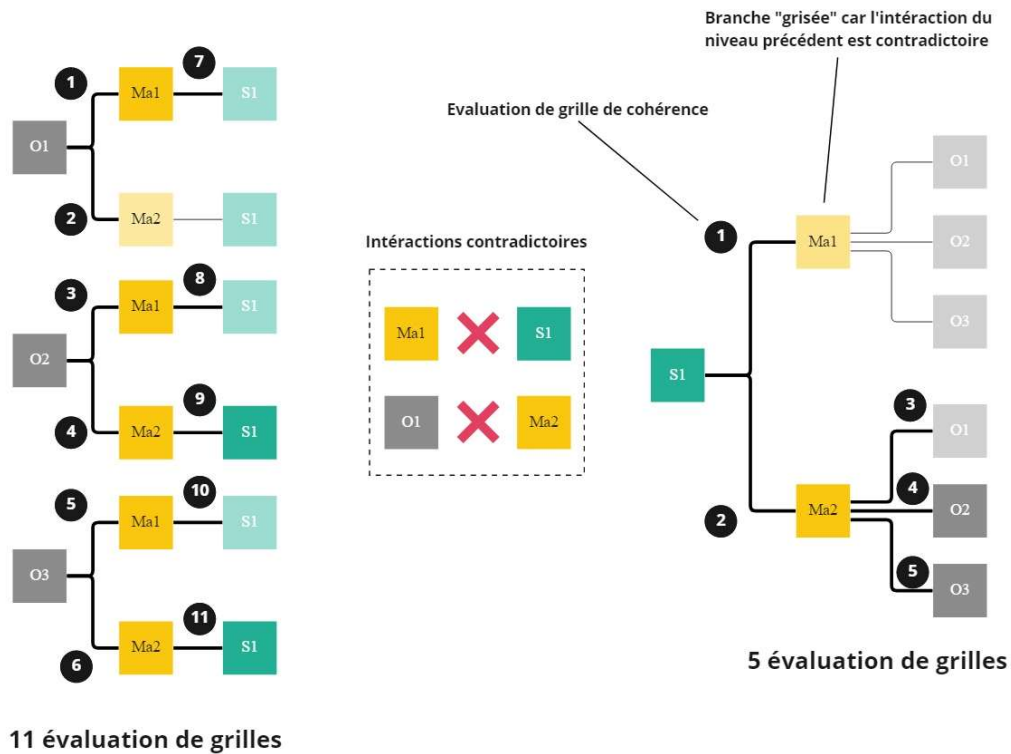 Branche "grisée" car l'intéraction du
niveau précédent est contradictoire
Evaluation de grille de cohérence
1
Ma1
7
S1
O1
2
Ma2
S1
3
Ma1
8
S1
O2
4
Ma2
9
S1
5
Ma1
10
S1
O3
6
Ma2
11
S1
11 évaluation de grilles
Intéractions contradictoires
Ma1
S1
O1
Ma2
S1
1
Ma1
O1
O2
O3
2
Ma2
3
O1
4
O2
5
O3
5 évaluation de grilles